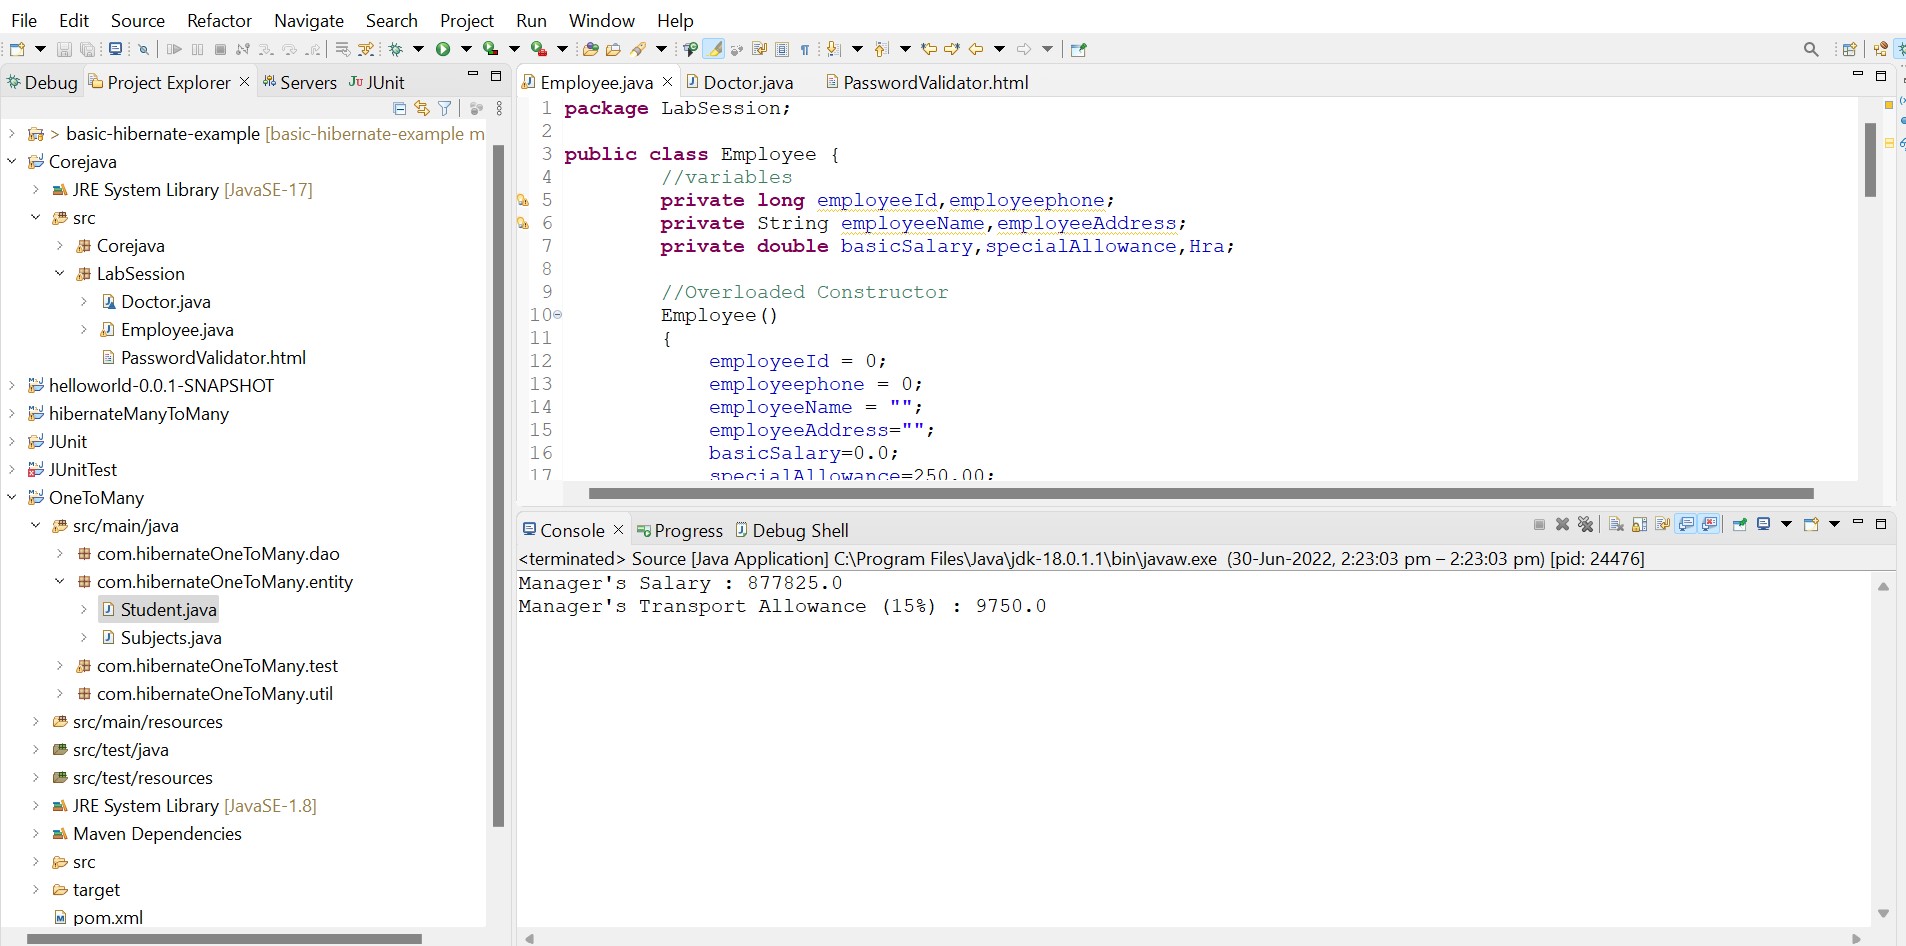 File Edit Source Refactor Navigate Search Project Run Window Help
Debug Project Explorer Servers JUnit
basic-hibernate-example [basic-hibernate-example m
Corejava
JRE System Library [JavaSE-17]
src
Corejava
LabSession
Doctor.java
Employee.java
PasswordValidator.html
helloworld-0.0.1-SNAPSHOT
hibernateManyToMany
JUnit
JUnitTest
OneToMany
src/main/java
com.hibernateOneToMany.dao
com.hibernateOneToMany.entity
Student.java
Subjects.java
com.hibernateOneToMany.test
com.hibernateOneToMany.util
src/main/resources
src/test/java
src/test/resources
JRE System Library [JavaSE-1.8]
Maven Dependencies
src
target
pom.xml
Employee.java Doctor.java PasswordValidator.html
1 package LabSession;
2
3 public class Employee {
4 //variables
5 private long employeeId,employeephone;
6 private String employeeName,employeeAddress;
7 private double basicSalary,specialAllowance,Hra;
8
9 //Overloaded Constructor
10 Employee()
11 {
12 employeeId = 0;
13 employeephone = 0;
14 employeeName = "";
15 employeeAddress="";
16 basicSalary=0.0;
17 specialAllowance=250.00;
Console Progress Debug Shell
<terminated> Source [Java Application] C:\Program Files\Java\jdk-18.0.1.1\bin\javaw.exe (30-Jun-2022, 2:23:03 pm – 2:23:03 pm) [pid: 24476]
Manager's Salary : 877825.0
Manager's Transport Allowance (15%) : 9750.0